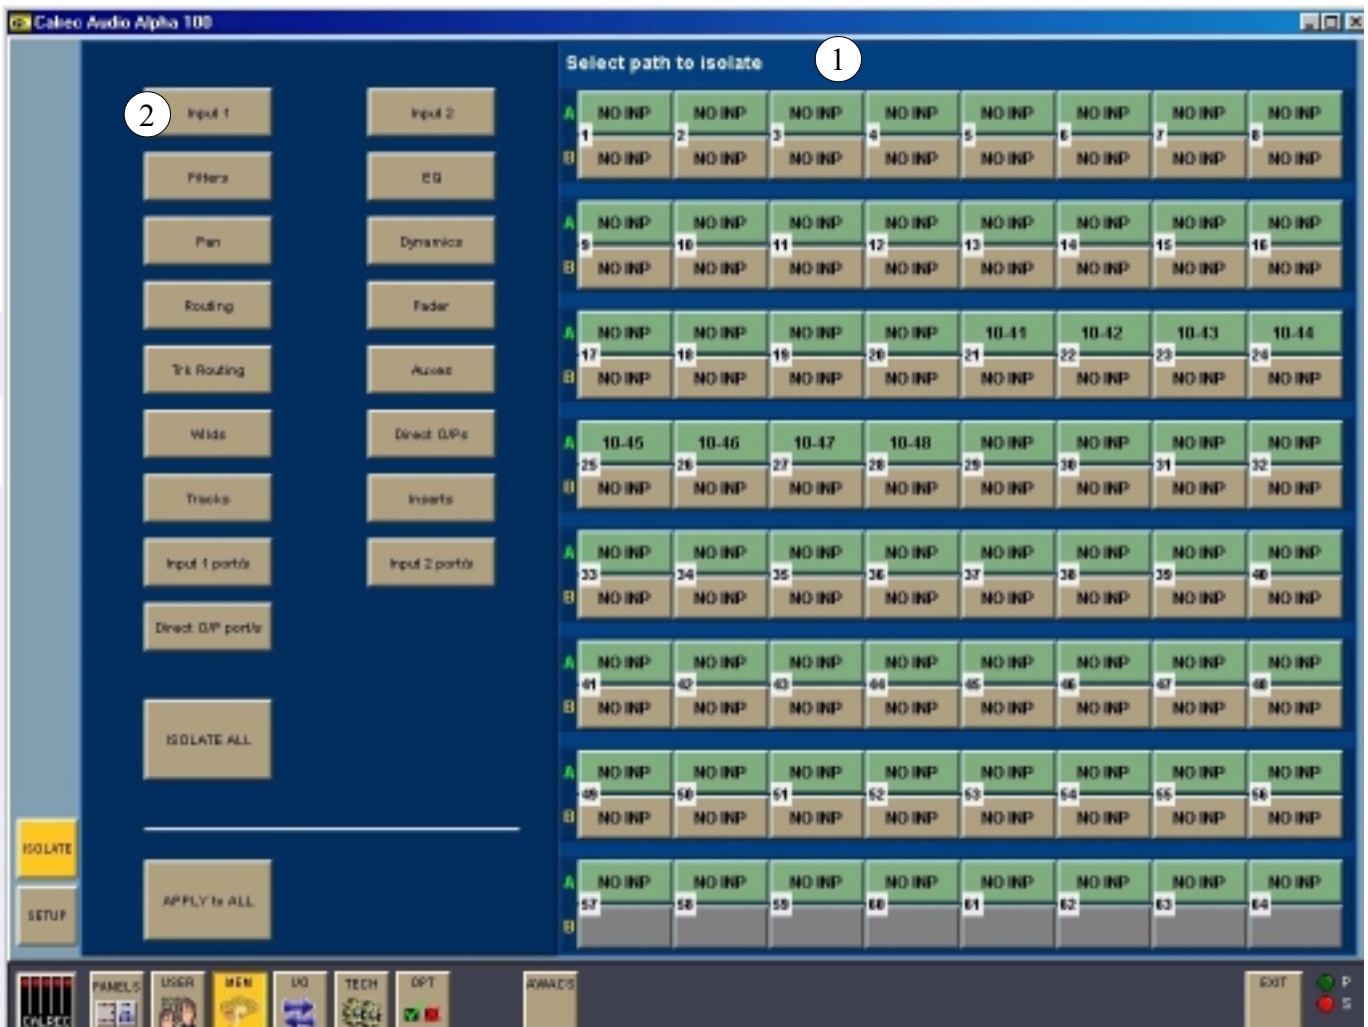 Calrec Audio Alpha 100
Select path to isolate
1
2
Input 1
Input 2
Filters
EQ
Pan
Dynamics
Routing
Fader
Trk Routing
Auxes
Wilds
Direct O/Ps
Tracks
Inserts
Input 1 port/s
Input 2 port/s
Direct O/P port/s
ISOLATE ALL
APPLY to ALL
ISOLATE
SETUP
A NO INP NO INP NO INP NO INP NO INP NO INP NO INP NO INP
1 2 3 4 5 6 7 8
B NO INP NO INP NO INP NO INP NO INP NO INP NO INP NO INP
A NO INP NO INP NO INP NO INP NO INP NO INP NO INP NO INP
9 10 11 12 13 14 15 16
B NO INP NO INP NO INP NO INP NO INP NO INP NO INP NO INP
A NO INP NO INP NO INP NO INP 10-41 10-42 10-43 10-44
17 18 19 20 21 22 23 24
B NO INP NO INP NO INP NO INP NO INP NO INP NO INP NO INP
A 10-45 10-46 10-47 10-48 NO INP NO INP NO INP NO INP
25 26 27 28 29 30 31 32
B NO INP NO INP NO INP NO INP NO INP NO INP NO INP NO INP
A NO INP NO INP NO INP NO INP NO INP NO INP NO INP NO INP
33 34 35 36 37 38 39 40
B NO INP NO INP NO INP NO INP NO INP NO INP NO INP NO INP
A NO INP NO INP NO INP NO INP NO INP NO INP NO INP NO INP
41 42 43 44 45 46 47 48
B NO INP NO INP NO INP NO INP NO INP NO INP NO INP NO INP
A NO INP NO INP NO INP NO INP NO INP NO INP NO INP NO INP
49 50 51 52 53 54 55 56
B NO INP NO INP NO INP NO INP NO INP NO INP NO INP NO INP
A NO INP NO INP NO INP NO INP NO INP NO INP NO INP NO INP
57 58 59 60 61 62 63 64
B
CALREC
PANELS
USER
MEM
I/O
TECH
OPT
AWACS
EXIT
P
S